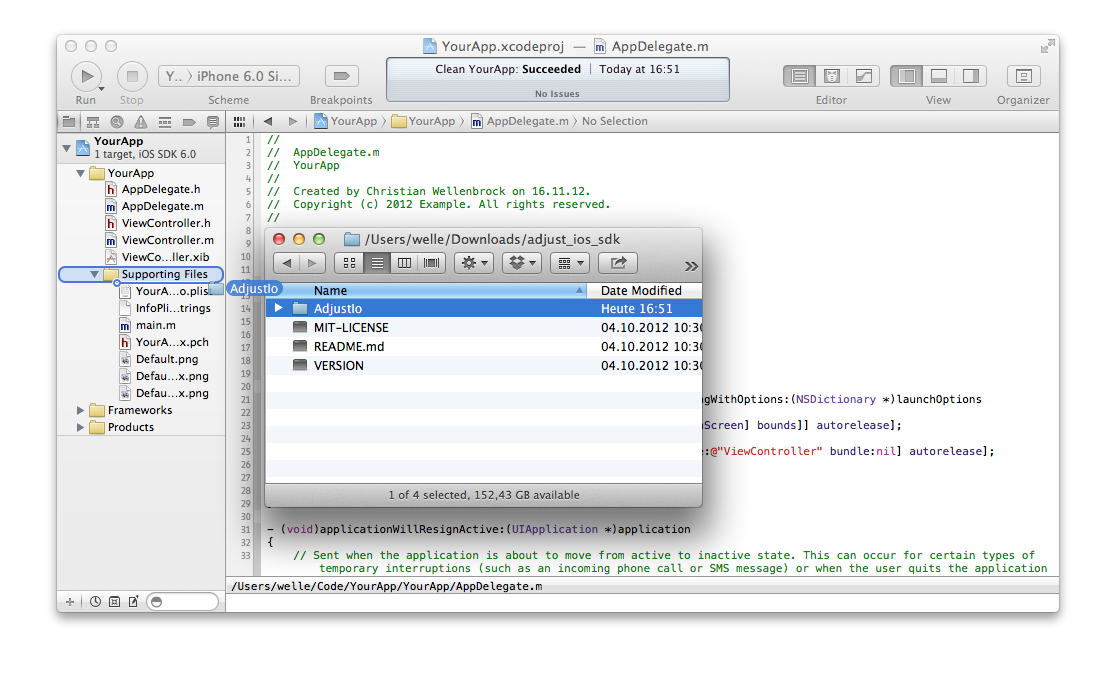 YourApp.xcodeproj — AppDelegate.m
Y.. 〉 iPhone 6.0 Si...
Clean YourApp: Succeeded | Today at 16:51
No Issues
Run Stop Scheme Breakpoints Editor View Organizer
YourApp 〉 YourApp 〉 AppDelegate.m 〉 No Selection
YourApp
1 target, iOS SDK 6.0
YourApp
AppDelegate.h
AppDelegate.m
ViewController.h
ViewController.m
ViewCo...ller.xib
Supporting Files
YourA...o.plis
InfoPli...trings
main.m
YourA...x.pch
Default.png
Defau...x.png
Defau...x.png
Frameworks
Products
AdjustIo
1 //
2 // AppDelegate.m
3 // YourApp
4 //
5 // Created by Christian Wellenbrock on 16.11.12.
6 // Copyright (c) 2012 Example. All rights reserved.
7 //
8
9
10
11
/Users/welle/Downloads/adjust_ios_sdk
Name Date Modified
AdjustIo Heute 16:51
MIT-LICENSE 04.10.2012 10:30
README.md 04.10.2012 10:30
VERSION 04.10.2012 10:30
1 of 4 selected, 152,43 GB available
14
15
16
17
18
19
20
21 gWithOptions:(NSDictionary *)launchOptions
22
23 Screen] bounds]] autorelease];
24
25 :@"ViewController" bundle:nil] autorelease];
26
27
28
29
30
31 - (void)applicationWillResignActive:(UIApplication *)application
32 {
33 // Sent when the application is about to move from active to inactive state. This can occur for certain types of
temporary interruptions (such as an incoming phone call or SMS message) or when the user quits the application
/Users/welle/Code/YourApp/YourApp/AppDelegate.m